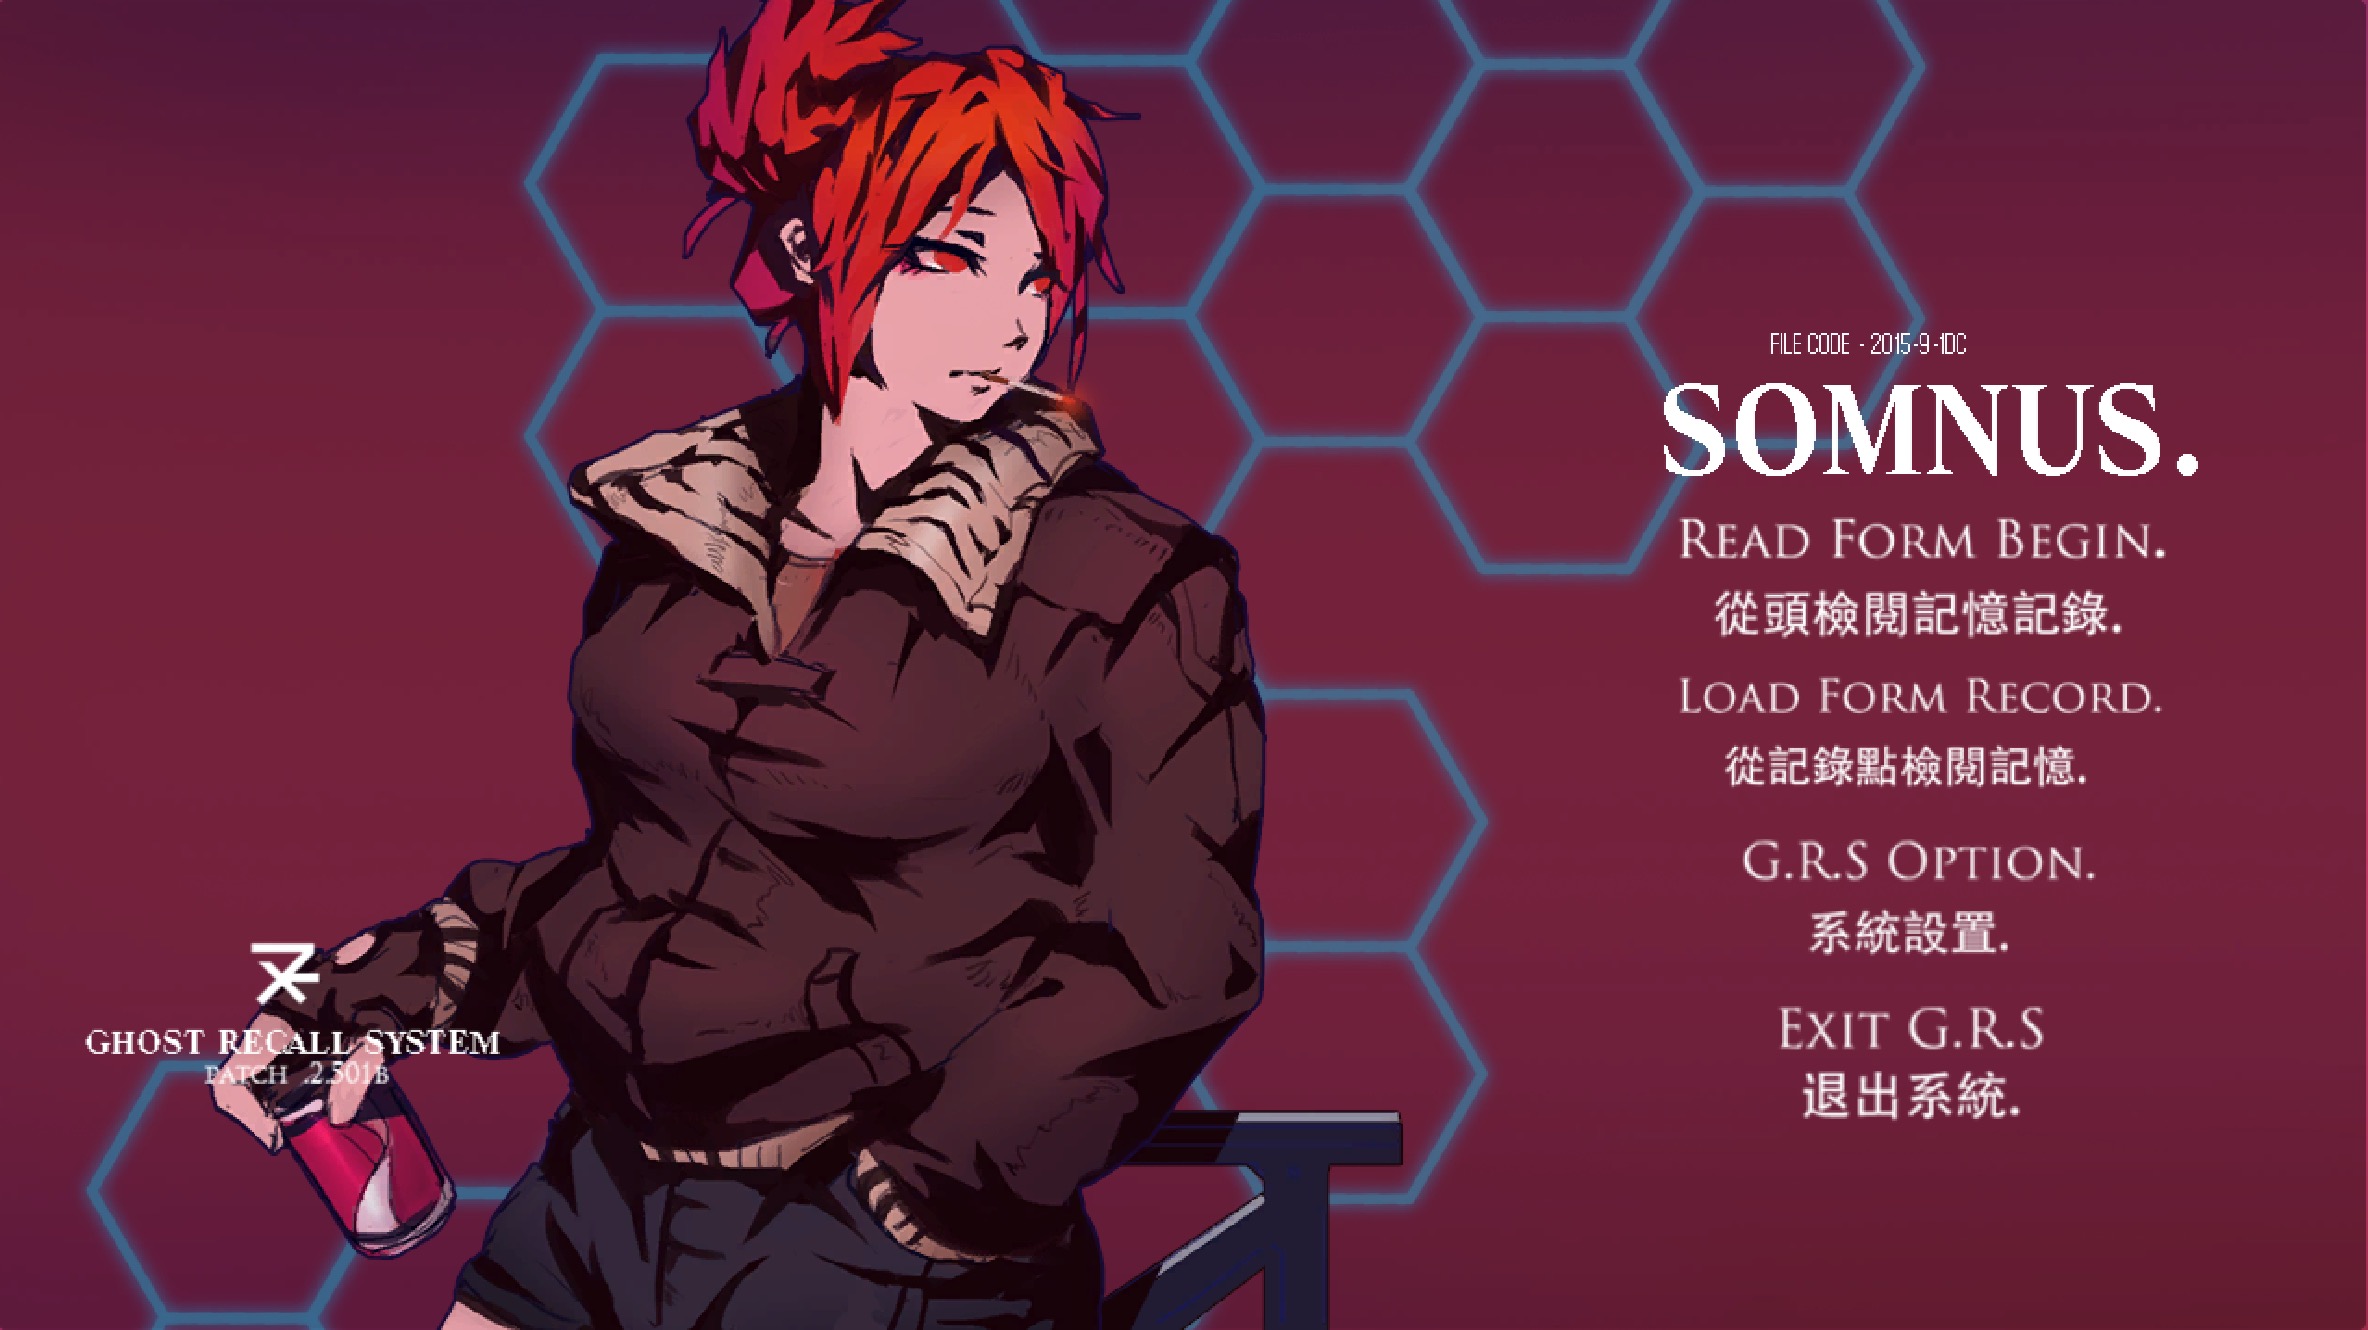 FILE CODE - 2015-9-1DC
SOMNUS.
READ FORM BEGIN.
從頭檢閱記憶記錄.
LOAD FORM RECORD.
從記錄點檢閱記憶.
G.R.S OPTION.
系統設置.
EXIT G.R.S
退出系統.
GHOST RECALL SYSTEM
PATCH .2.501B